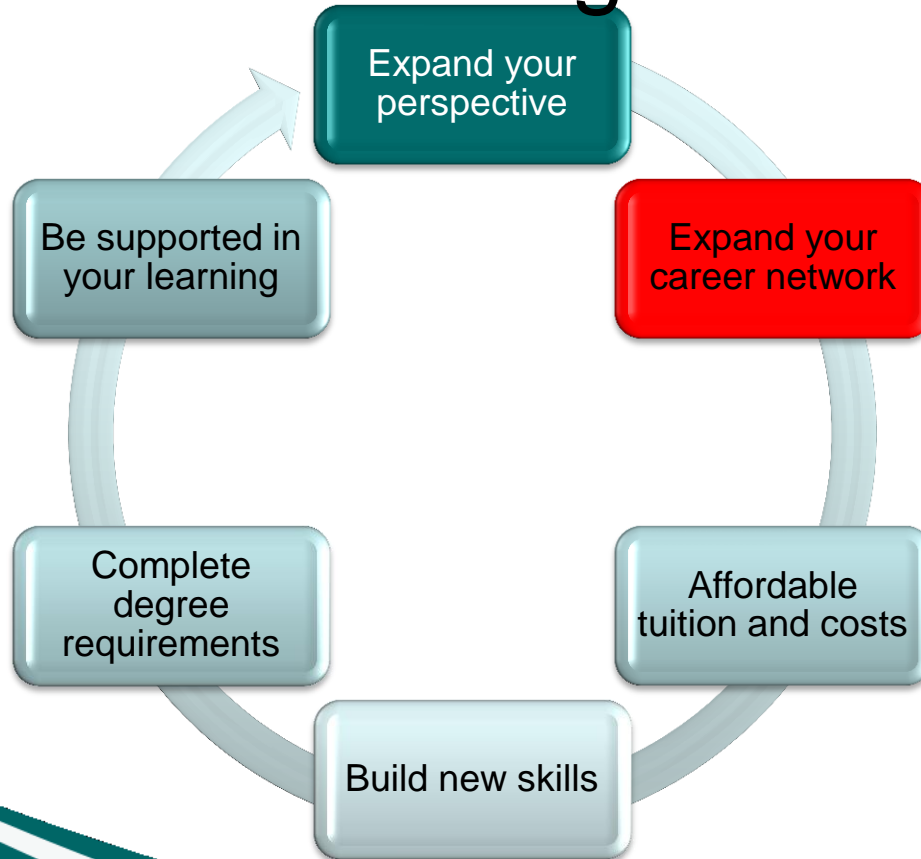 Expand your
perspective
Expand your
career network
Affordable
tuition and costs
Build new skills
Complete
degree
requirements
Be supported in
your learning